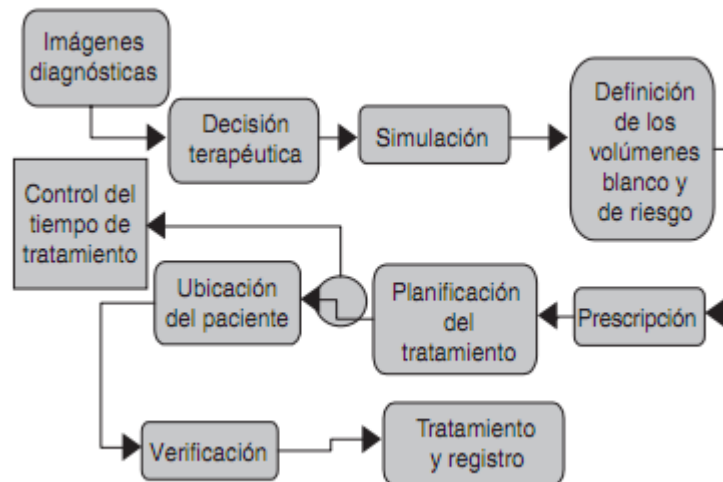 Imágenes
diagnósticas
Decisión
terapéutica
Simulación
Definición
de los
volúmenes
blanco y
de riesgo
Control del
tiempo de
tratamiento
Ubicación
del paciente
Planificación
del
tratamiento
Prescripción
Verificación
Tratamiento
y registro